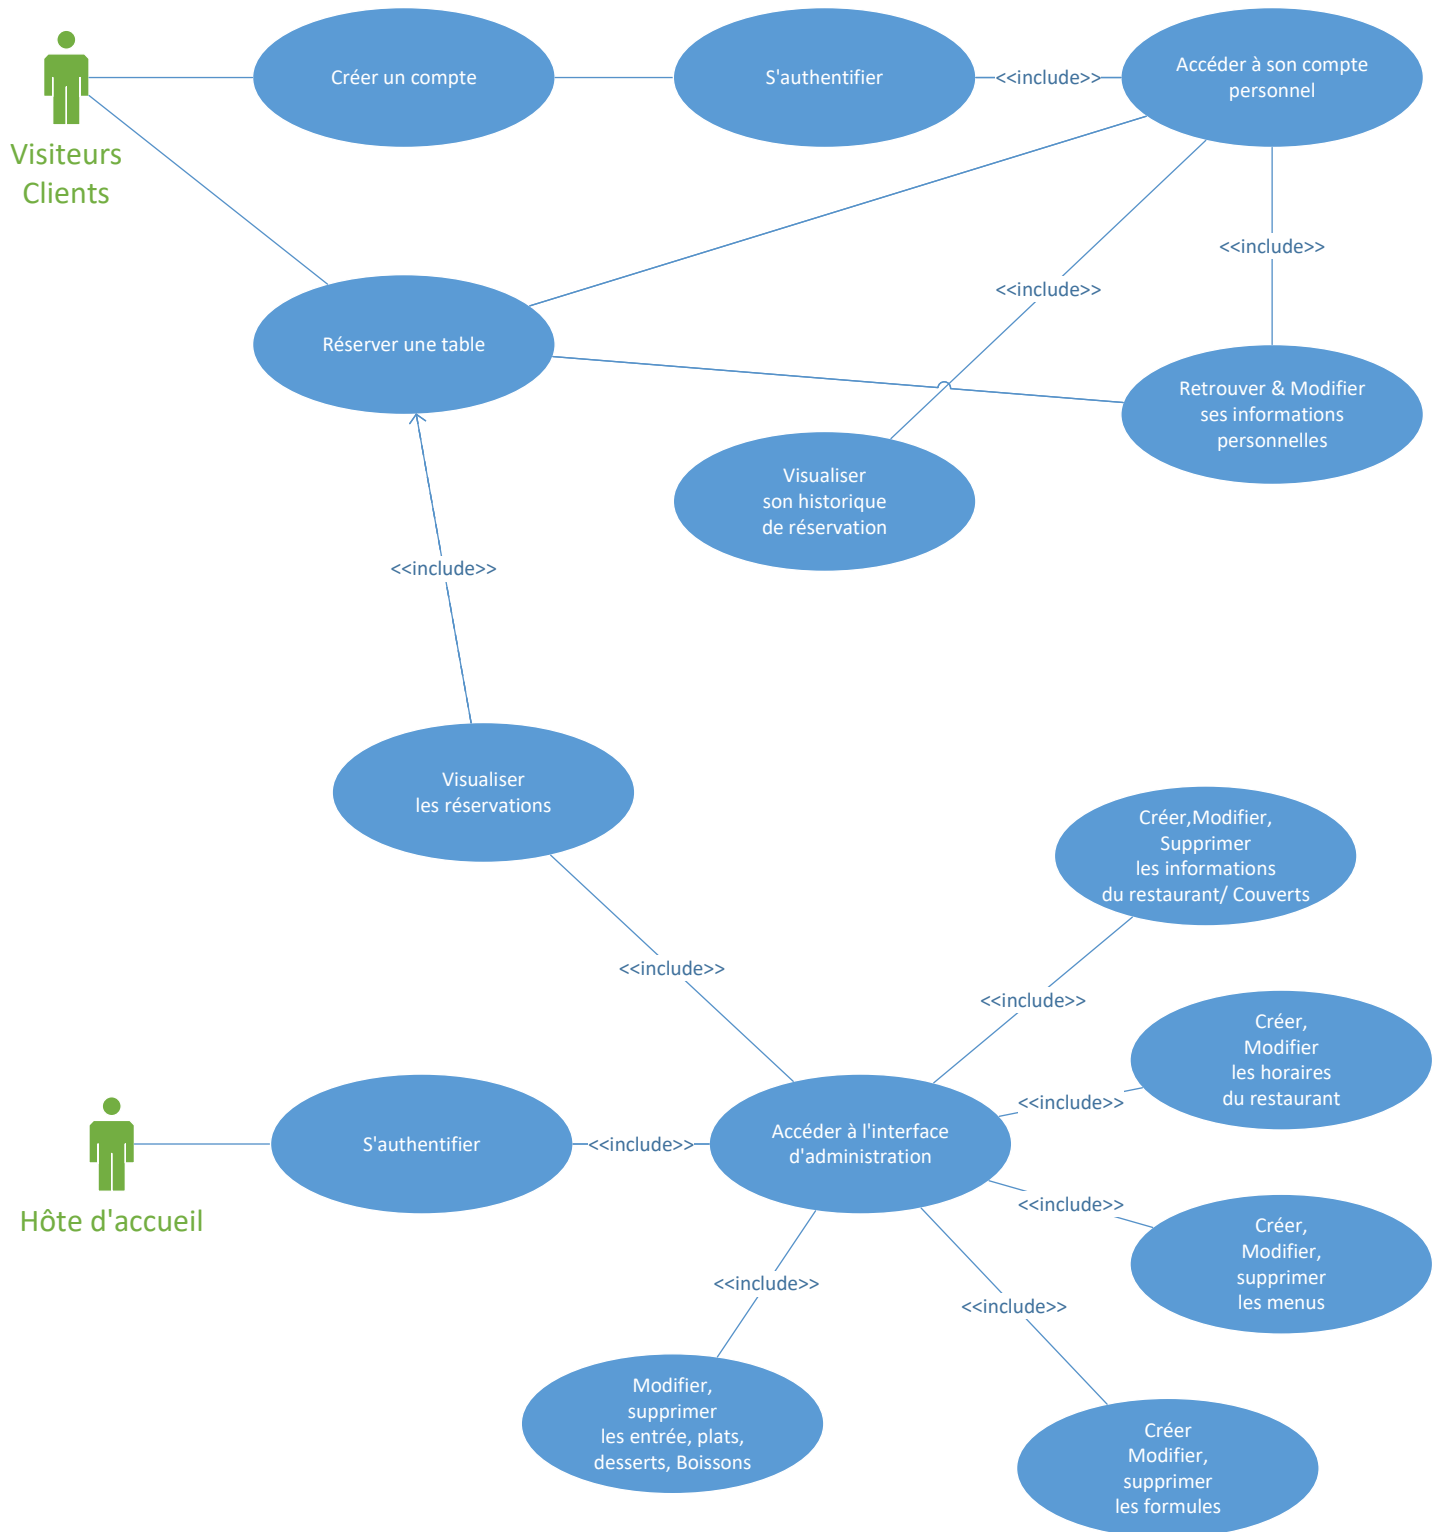 Créer un compte
S'authentifier
<<include>>
Accéder à son compte
personnel
Visiteurs
Clients
<<include>>
<<include>>
Réserver une table
Retrouver & Modifier
ses informations
personnelles
Visualiser
son historique
de réservation
<<include>>
Visualiser
les réservations
Créer,Modifier,
Supprimer
les informations
du restaurant/ Couverts
<<include>>
<<include>>
Créer,
Modifier
les horaires
du restaurant
<<include>>
S'authentifier
<<include>>
Accéder à l'interface
d'administration
Hôte d'accueil
<<include>>
Créer,
Modifier,
supprimer
les menus
<<include>>
<<include>>
Modifier,
supprimer
les entrée, plats,
desserts, Boissons
Créer
Modifier,
supprimer
les formules